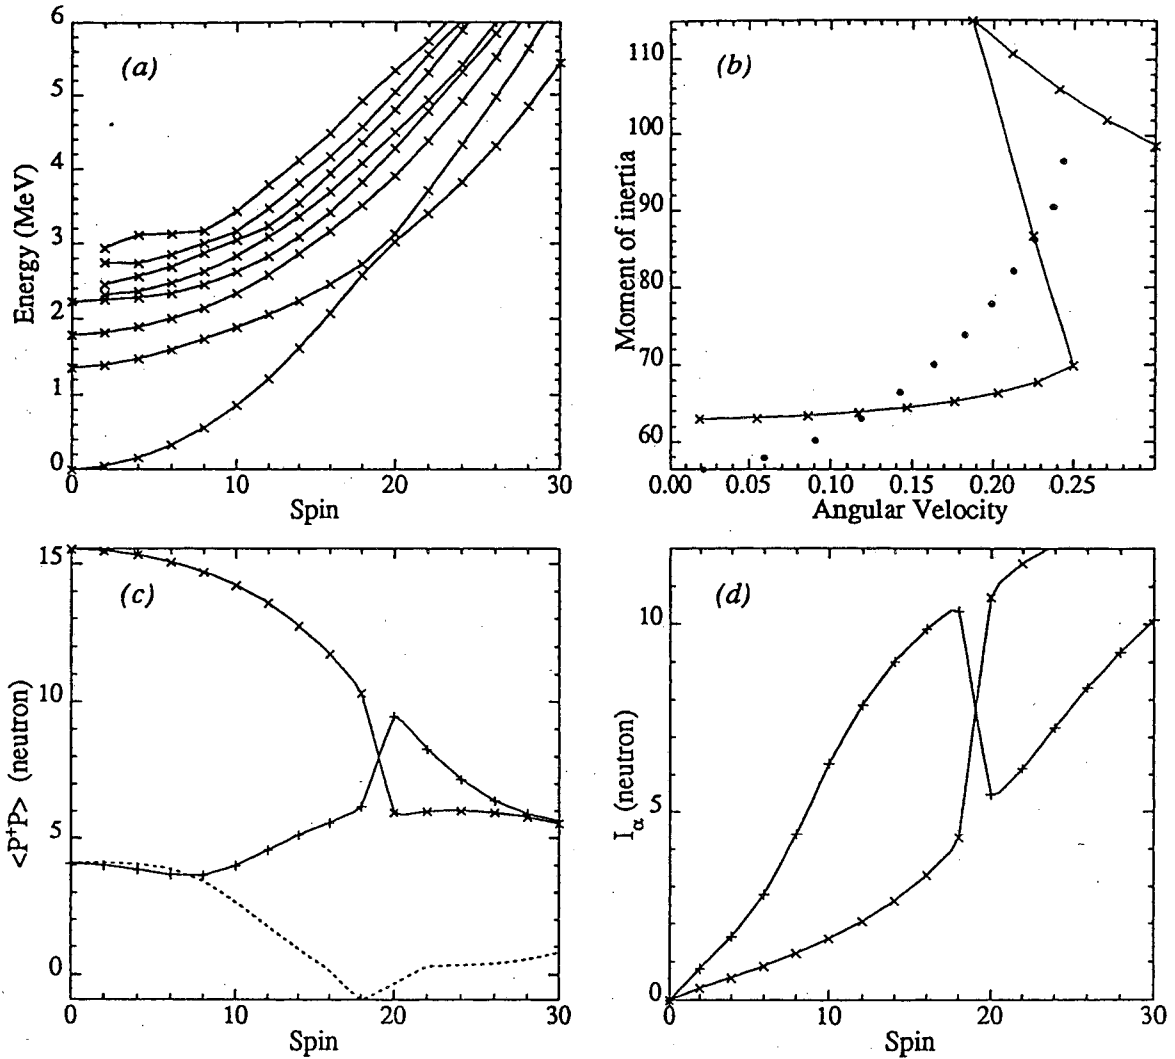 (a)
6
5
4
3
2
1
0
Energy (MeV)
0 10 20 30
Spin
(b)
110
100
90
80
70
60
Moment of inertia
0.00 0.05 0.10 0.15 0.20 0.25
Angular Velocity
(c)
15
10
5
0
<P⁺P> (neutron)
0 10 20 30
Spin
(d)
10
5
0
Iα (neutron)
0 10 20 30
Spin